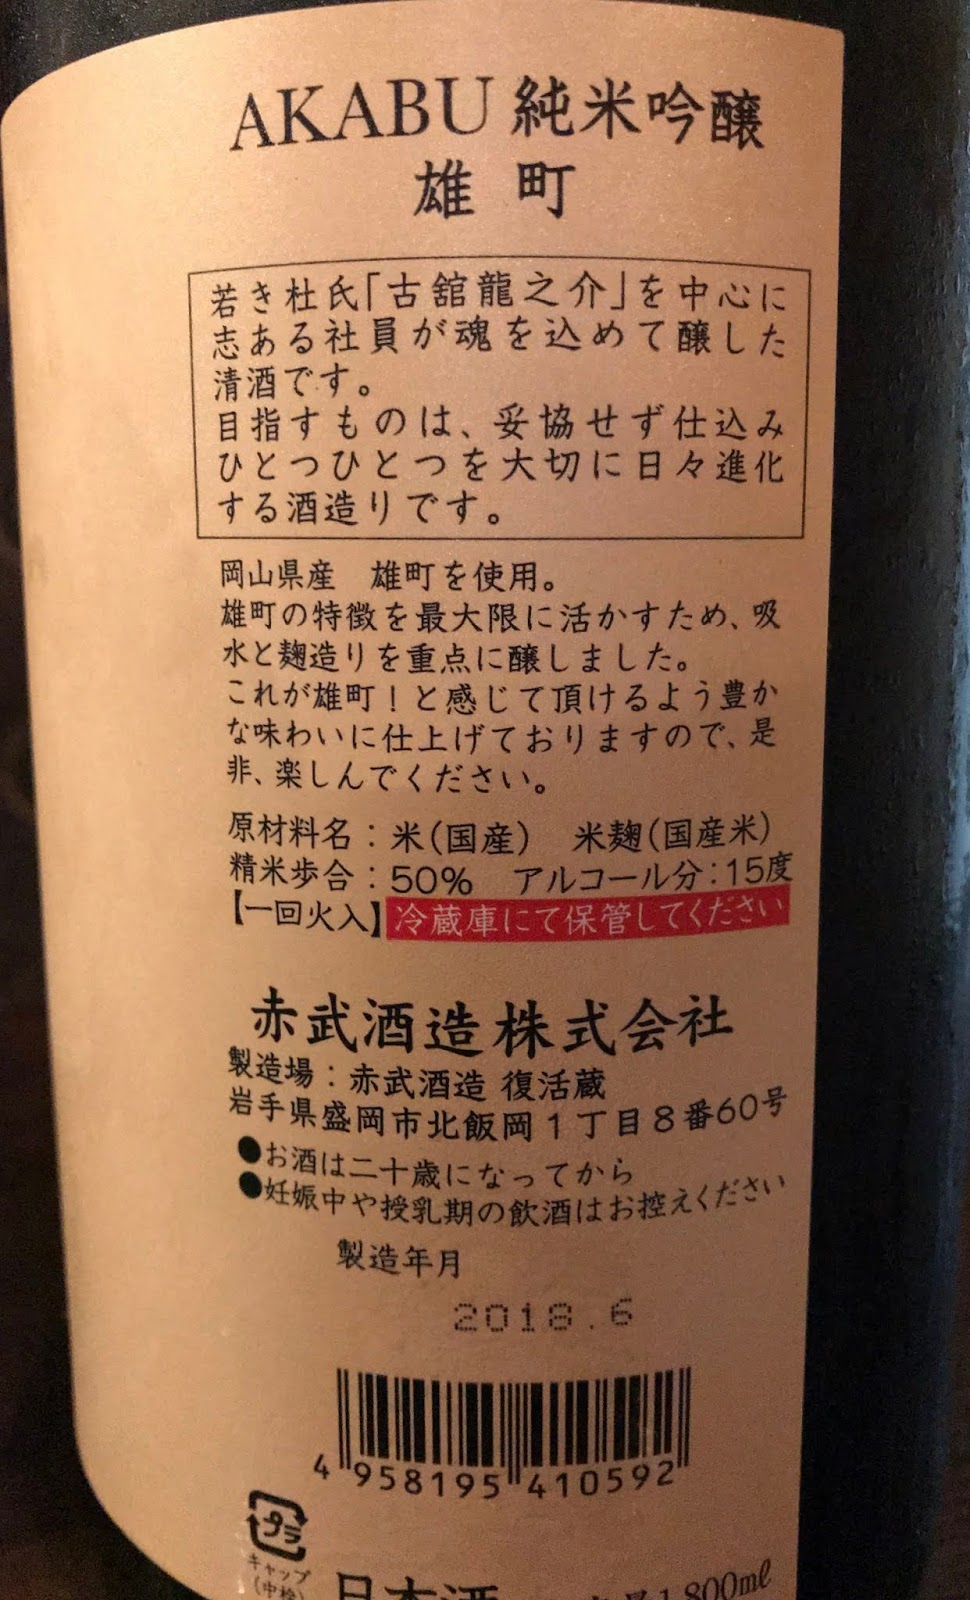 AKABU 純米吟醸
雄町
若き杜氏「古舘龍之介」を中心に
志ある社員が魂を込めて醸した
清酒です。
目指すものは、妥協せず仕込み
ひとつひとつを大切に日々進化
する酒造りです。
岡山県産　雄町を使用。
雄町の特徴を最大限に活かすため、吸
水と麹造りを重点に醸しました。
これが雄町！と感じて頂けるよう豊か
な味わいに仕上げておりますので、是
非、楽しんでください。
原材料名：米（国産）　米麹（国産米）
精米歩合：50%　アルコール分：15度
【一回火入】冷蔵庫にて保管してください
赤武酒造株式会社
製造場：赤武酒造 復活蔵
岩手県盛岡市北飯岡1丁目8番60号
●お酒は二十歳になってから
●妊娠中や授乳期の飲酒はお控えください
製造年月
2018.6
4 958195 410592
プラ
キャップ
(中栓)
日本酒 1,800ml